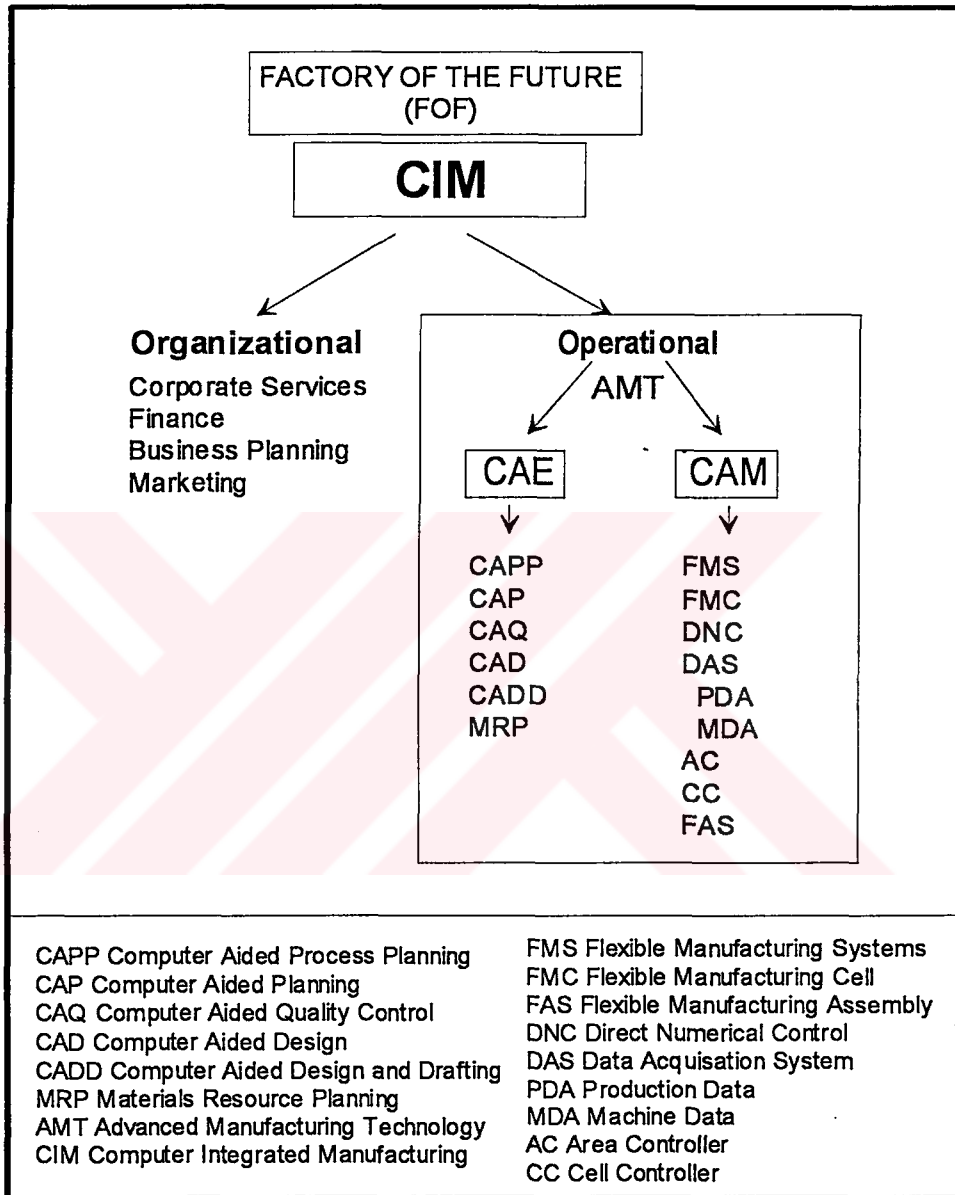 FACTORY OF THE FUTURE
(FOF)
CIM
Organizational
Corporate Services
Finance
Business Planning
Marketing
Operational
AMT
CAE
CAPP
CAP
CAQ
CAD
CADD
MRP
CAM
FMS
FMC
DNC
DAS
PDA
MDA
AC
CC
FAS
CAPP Computer Aided Process Planning
CAP Computer Aided Planning
CAQ Computer Aided Quality Control
CAD Computer Aided Design
CADD Computer Aided Design and Drafting
MRP Materials Resource Planning
AMT Advanced Manufacturing Technology
CIM Computer Integrated Manufacturing
FMS Flexible Manufacturing Systems
FMC Flexible Manufacturing Cell
FAS Flexible Manufacturing Assembly
DNC Direct Numerical Control
DAS Data Acquisation System
PDA Production Data
MDA Machine Data
AC Area Controller
CC Cell Controller